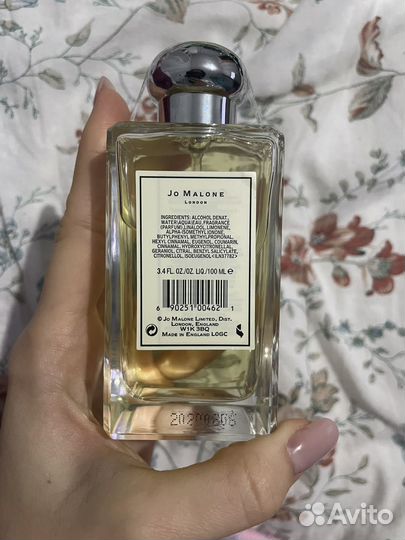 JO MALONE
LONDON
INGREDIENTS: ALCOHOL DENAT.,
WATER\AQUA\EAU, FRAGRANCE
(PARFUM), LINALOOL, LIMONENE,
ALPHA-ISOMETHYL IONONE,
BUTYLPHENYL METHYLPROPIONAL,
HEXYL CINNAMAL, EUGENOL, COUMARIN,
CINNAMAL, HYDROXYCITRONELLAL,
GERANIOL, CITRAL, BENZYL SALICYLATE,
CITRONELLOL, ISOEUGENOL <ILN37782>
3.4 FL.OZ./OZ. LIQ./100 ML e
6 90251 00462 1
© JO MALONE LIMITED, DIST.
LONDON, ENGLAND
W1K 3BQ
MADE IN ENGLAND L0GC
Avito